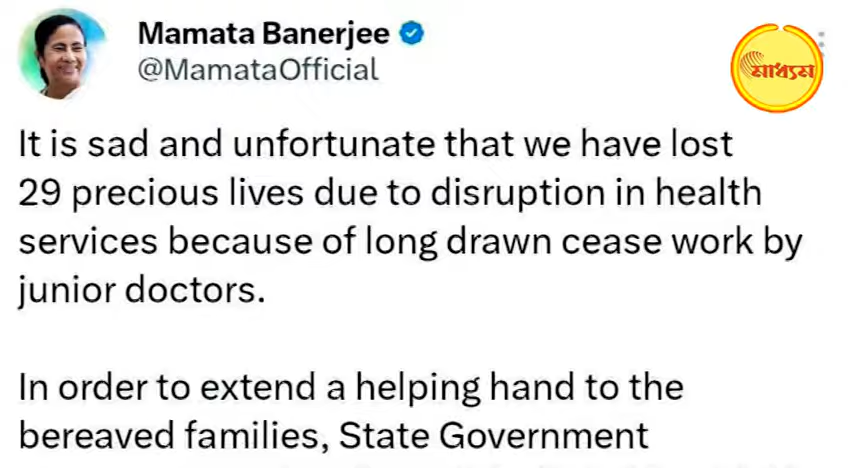 Mamata Banerjee
@MamataOfficial
মাধ্যম
It is sad and unfortunate that we have lost
29 precious lives due to disruption in health
services because of long drawn cease work by
junior doctors.
In order to extend a helping hand to the
bereaved families, State Government